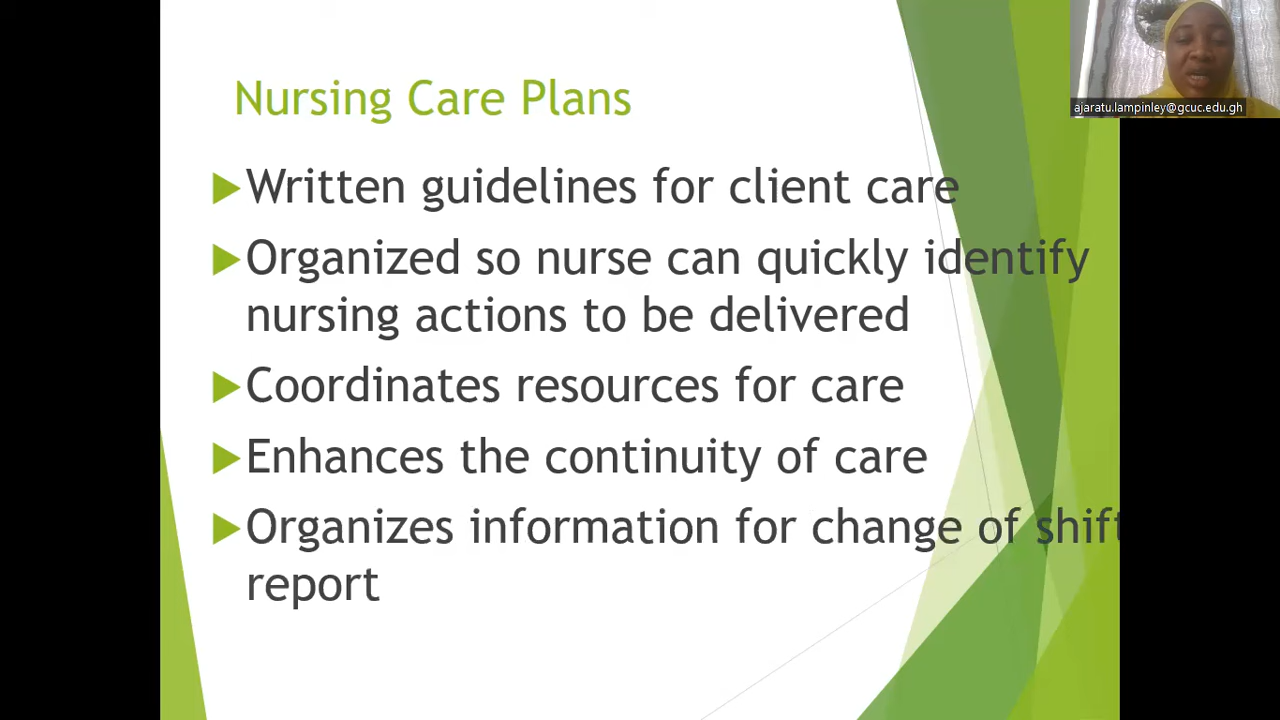 Nursing Care Plans
ajaratu.lampinley@gcuc.edu.gh
Written guidelines for client care
Organized so nurse can quickly identify
nursing actions to be delivered
Coordinates resources for care
Enhances the continuity of care
Organizes information for change of shift
report